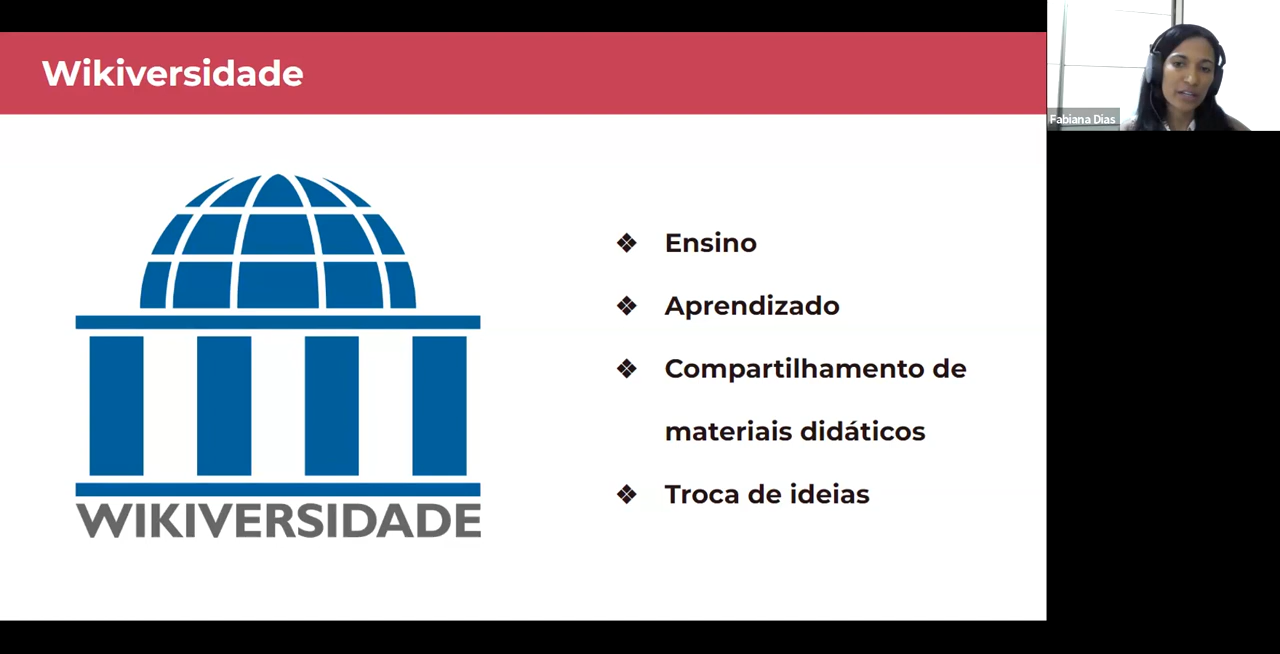 Wikiversidade
Fabiana Dias
❖ Ensino
❖ Aprendizado
❖ Compartilhamento de
materiais didáticos
❖ Troca de ideias
WIKIVERSIDADE